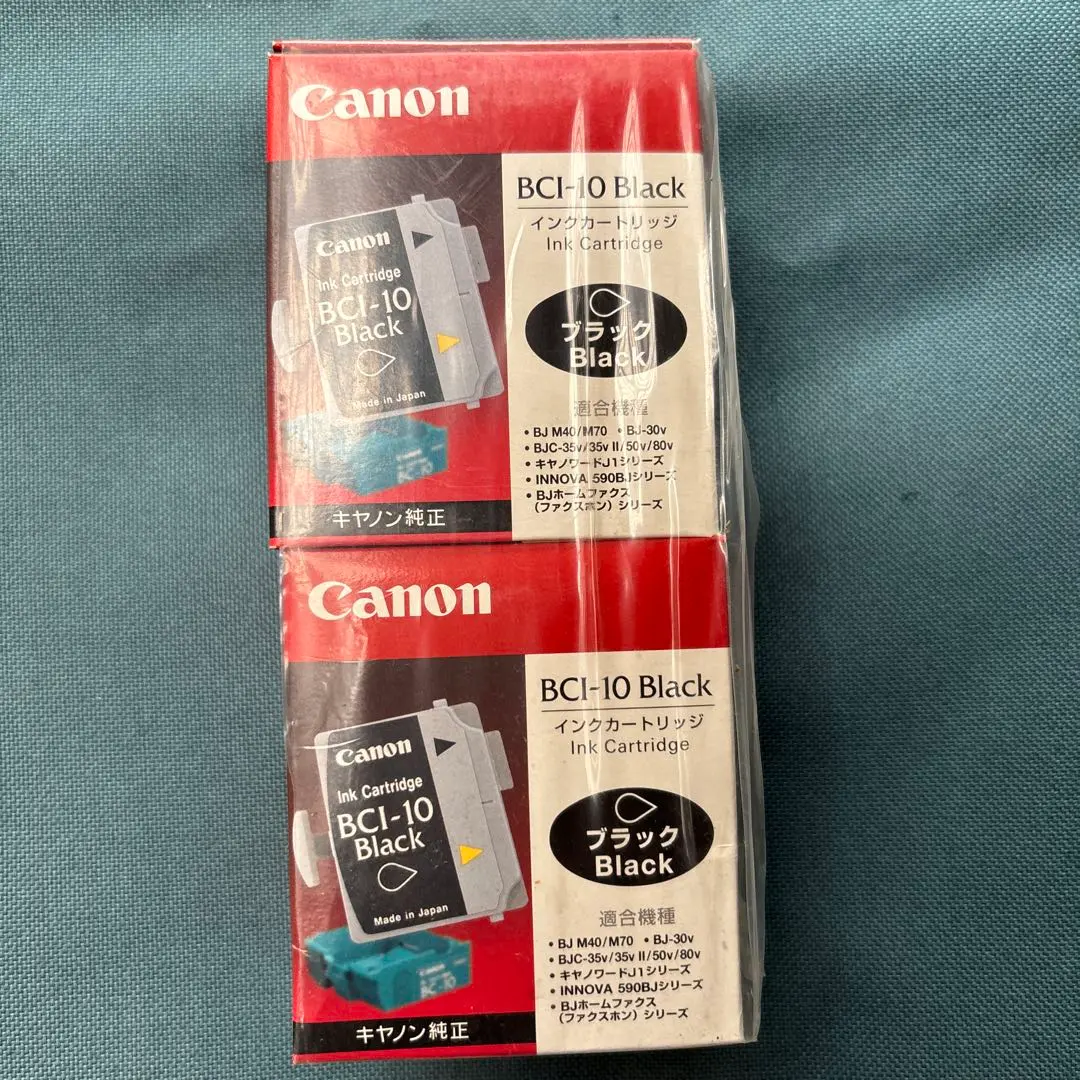 Canon
BCI-10 Black
インクカートリッジ
Ink Cartridge
Canon
Ink Cartridge
BCI-10
Black
Made in Japan
ブラック
Black
適合機種
• BJ M40/M70 • BJ-30v
• BJC-35v/35v II/50v/80v
• キヤノワードJ1シリーズ
• INNOVA 590BJシリーズ
• BJホームファクス
(ファクスホン) シリーズ
キヤノン純正
Canon
BCI-10 Black
インクカートリッジ
Ink Cartridge
Canon
Ink Cartridge
BCI-10
Black
Made in Japan
ブラック
Black
適合機種
• BJ M40/M70 • BJ-30v
• BJC-35v/35v II/50v/80v
• キヤノワードJ1シリーズ
• INNOVA 590BJシリーズ
• BJホームファクス
(ファクスホン) シリーズ
Canon
キヤノン純正